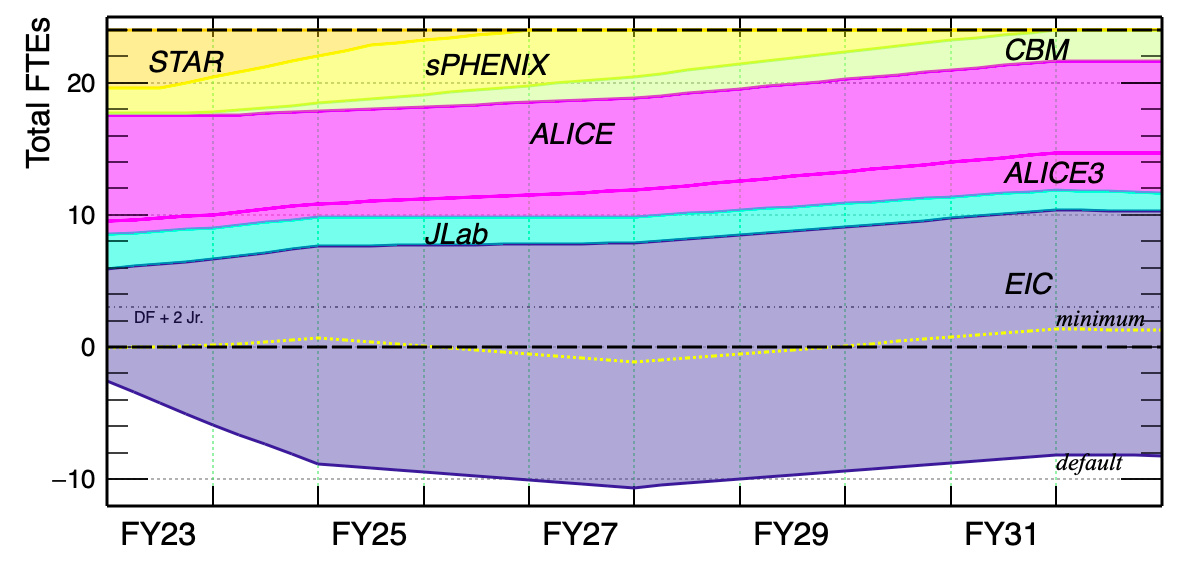 Total FTEs
20
10
0
−10
STAR
sPHENIX
CBM
ALICE
ALICE3
JLab
EIC
DF + 2 Jr.
minimum
default
FY23
FY25
FY27
FY29
FY31